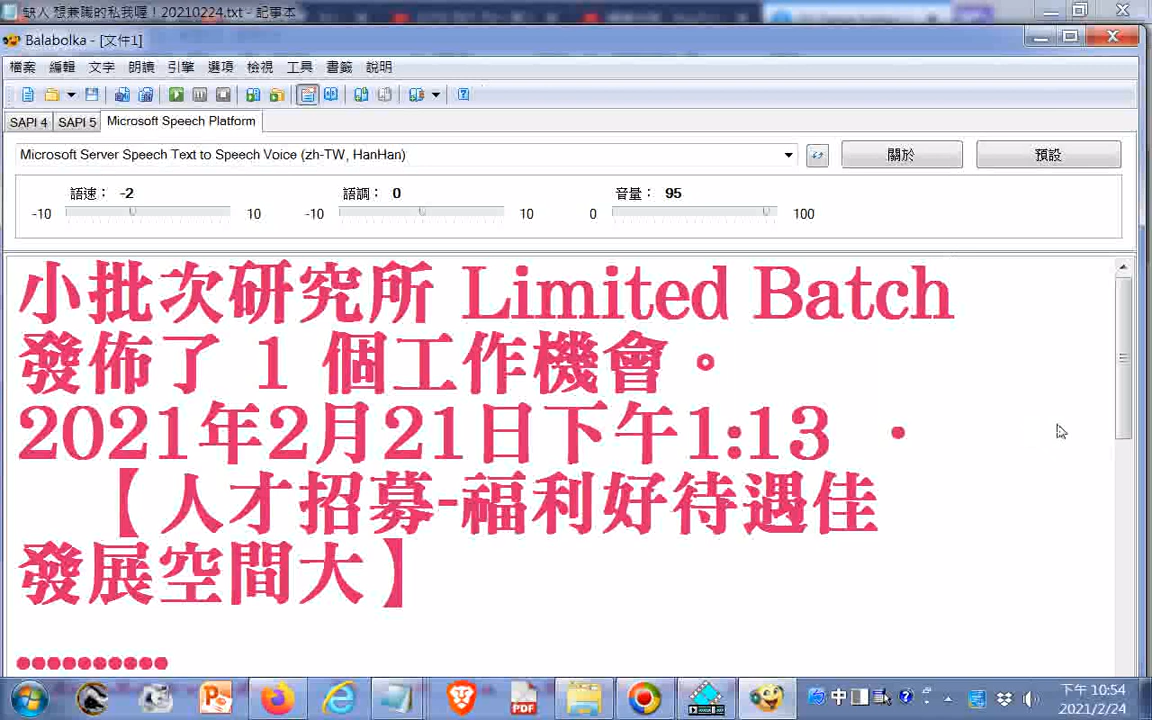 缺人 想兼職的私我喔！20210224.txt - 記事本
Balabolka - [文件1]
檔案 編輯 文字 朗讀 引擎 選項 檢視 工具 書籤 說明
SAPI 4 SAPI 5 Microsoft Speech Platform
Microsoft Server Speech Text to Speech Voice (zh-TW, HanHan) 關於 預設
語速： -2 語調： 0 音量： 95
-10 10 -10 10 0 100
小批次研究所 Limited Batch
發佈了 1 個工作機會。
2021年2月21日下午1:13 ·
【人才招募-福利好待遇佳
發展空間大】
●●●●●●●●●●
PDF 中 下午 10:54
2021/2/24